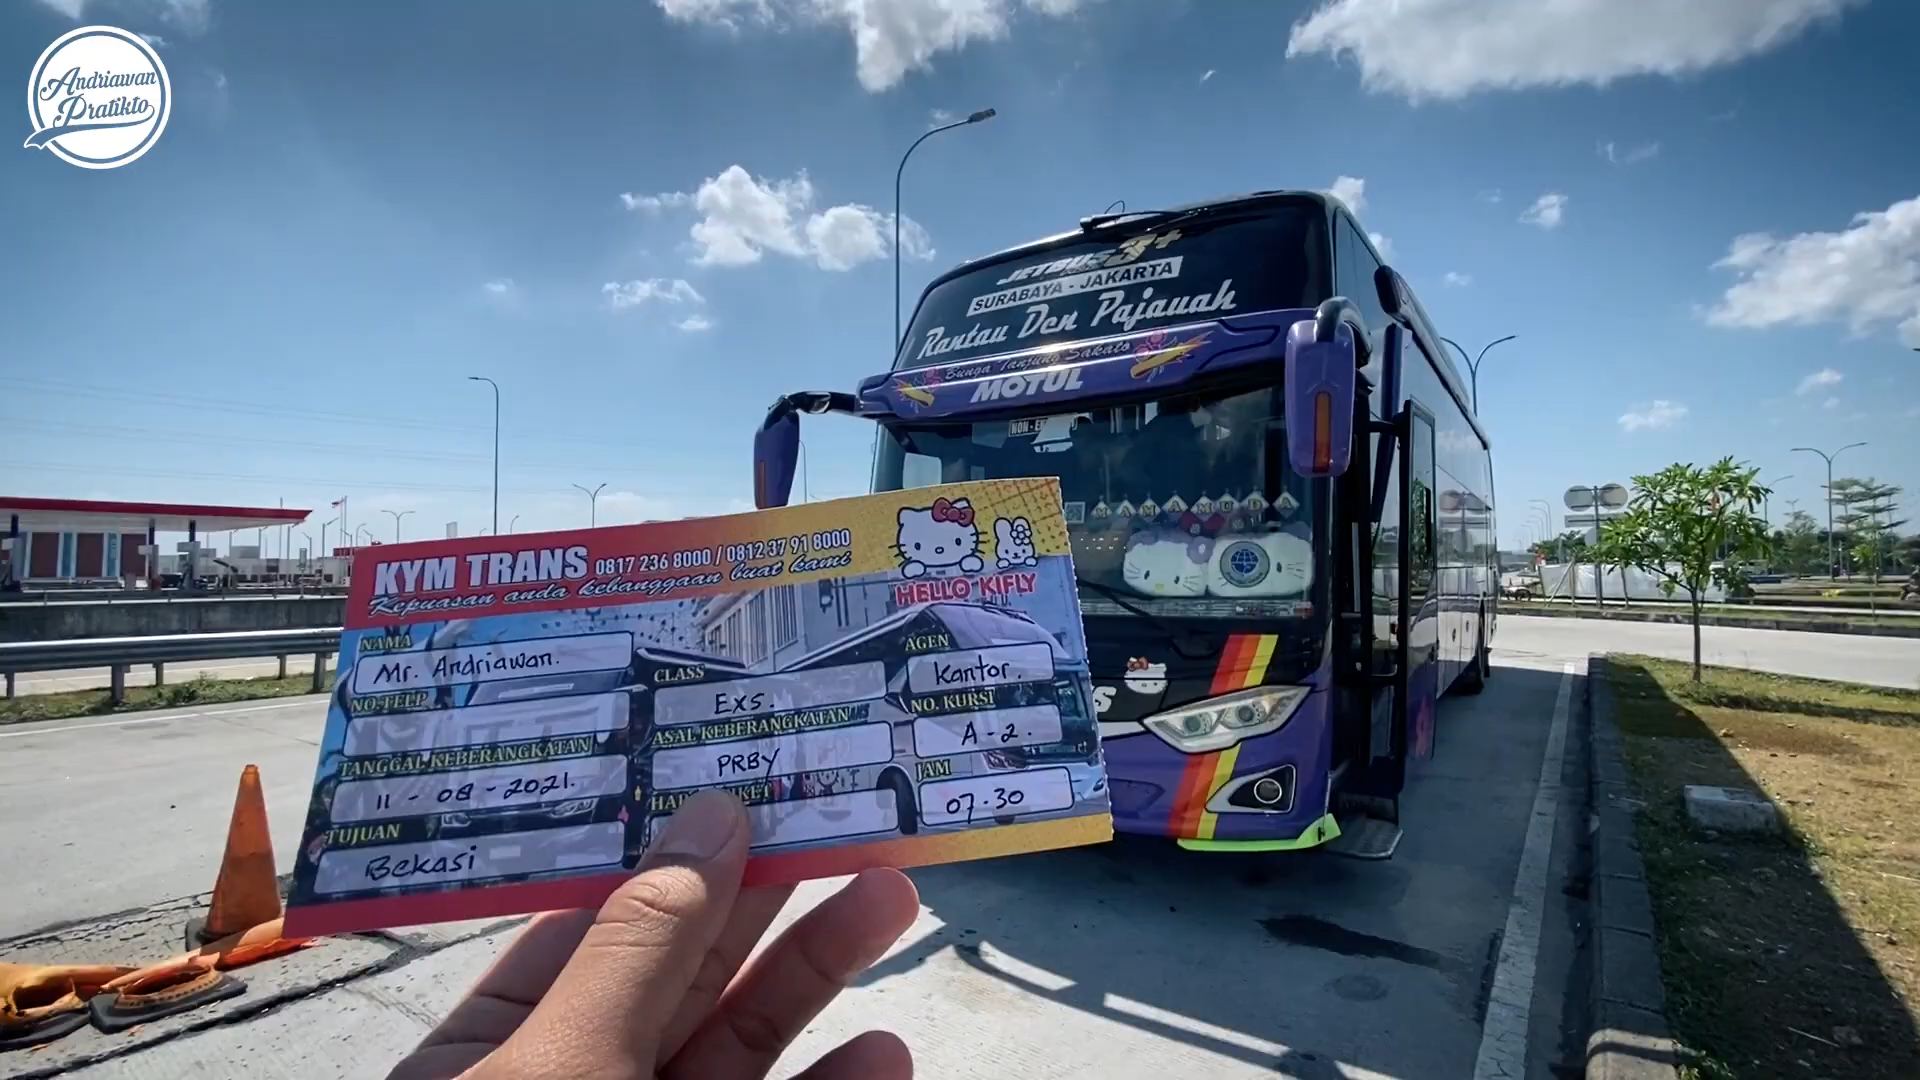 Andriawan
Pratikto
JETBUS3+
SURABAYA - JAKARTA
Rantau Den Pajauah
Bunga Tanjung Sakato
MOTUL
MAMAMUDA
KYM TRANS 0817 236 8000 / 0812 37 91 8000
Kepuasan anda kebanggaan buat kami
HELLO KIFLY
NAMA
Mr. Andriawan.
NO.TELP
TANGGAL KEBERANGKATAN
11 - 08 - 2021.
TUJUAN
Bekasi
CLASS
EXS.
ASAL KEBERANGKATAN
PRBY
AGEN
Kantor.
NO. KURSI
A - 2.
JAM
07.30